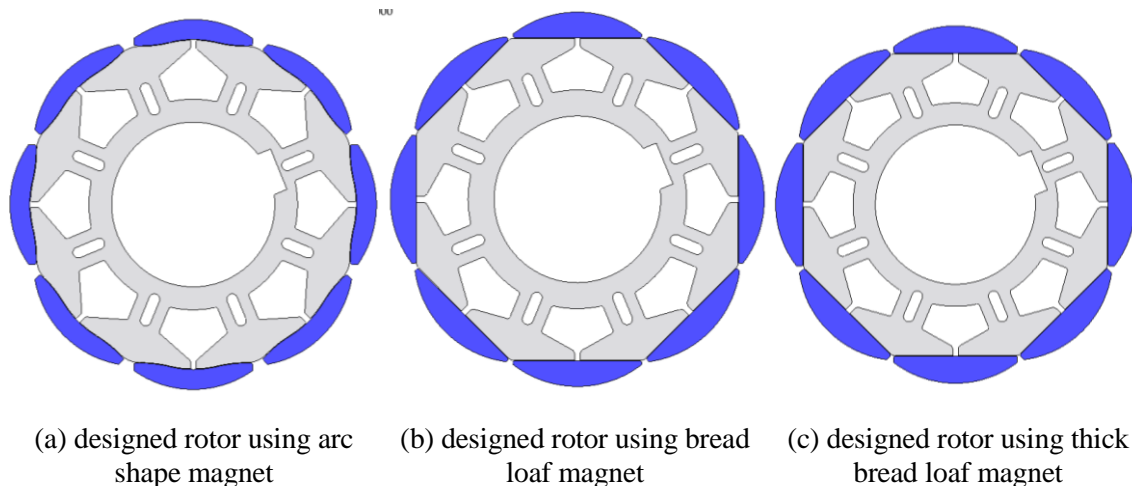 (a) designed rotor using arc
shape magnet
(b) designed rotor using bread
loaf magnet
(c) designed rotor using thick
bread loaf magnet